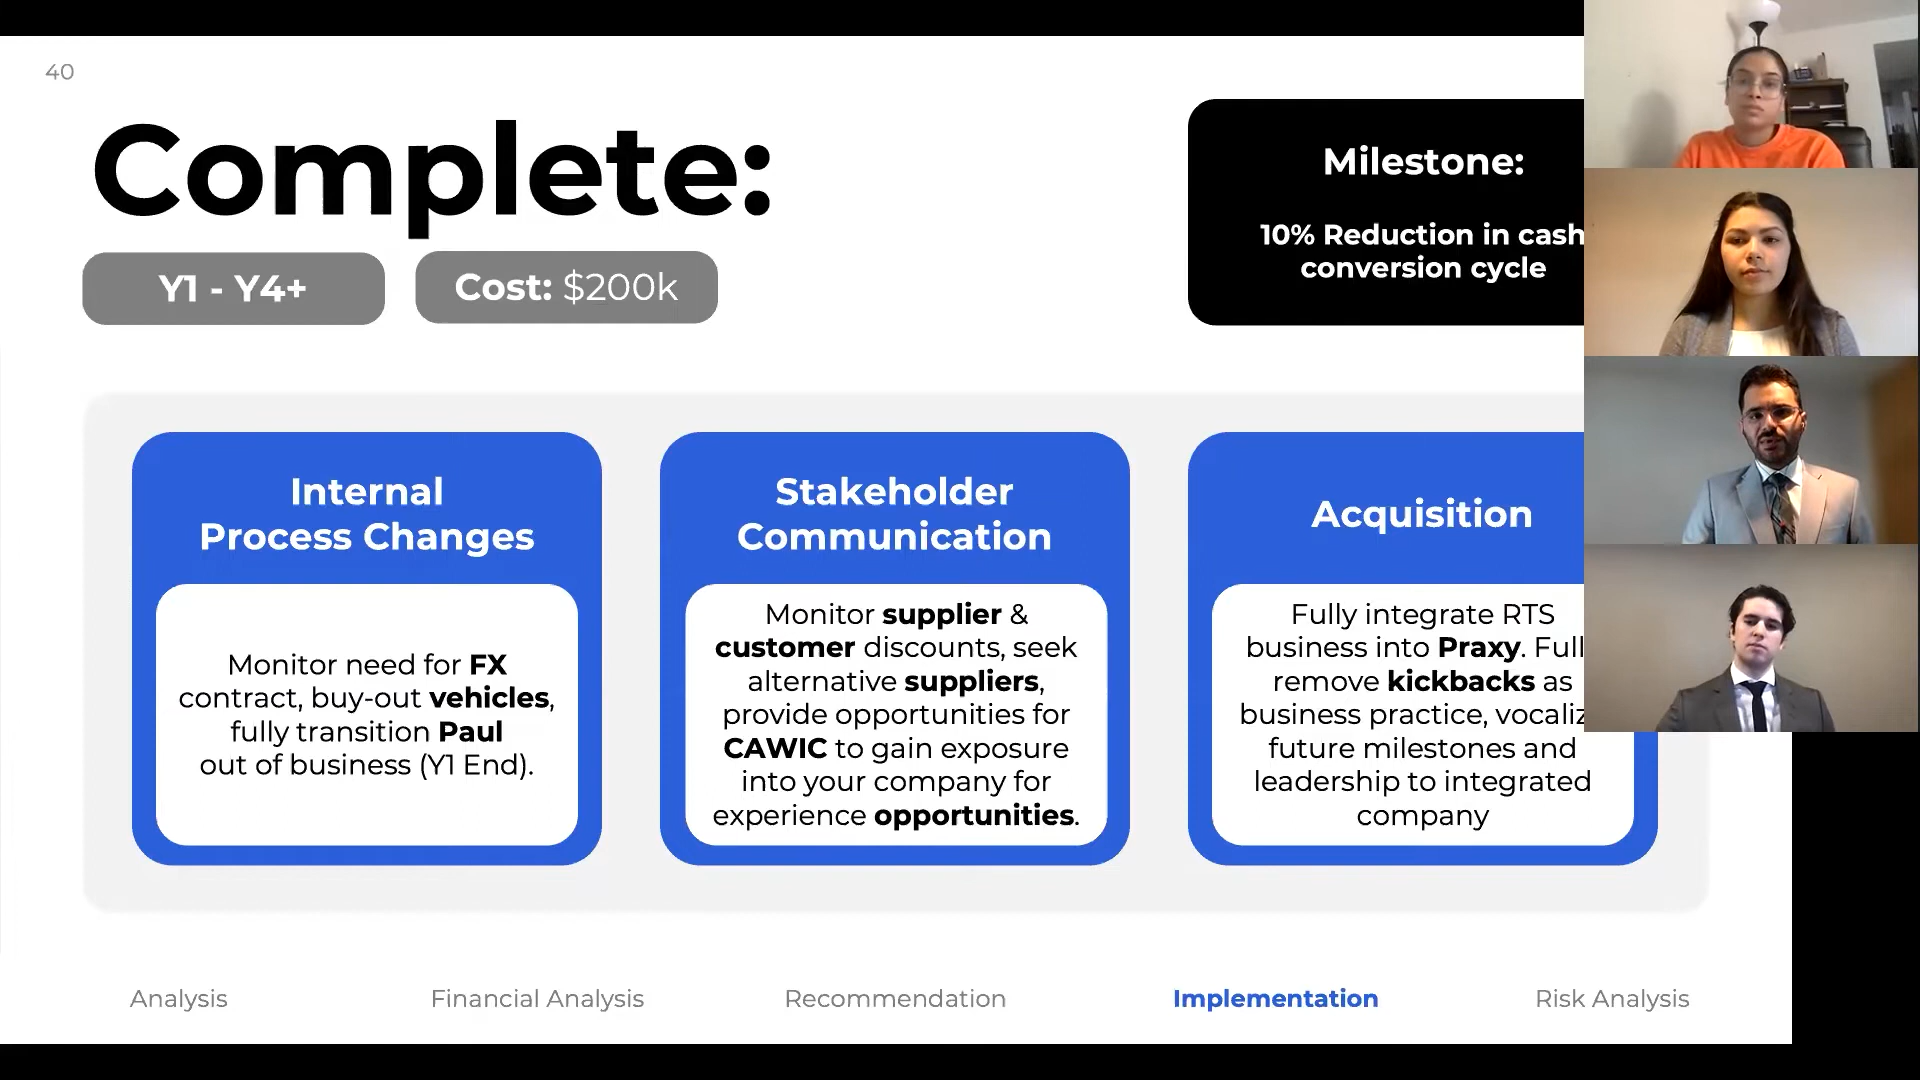 40
Complete:
Y1 - Y4+
Cost: $200k
Milestone:
10% Reduction in cash
conversion cycle
Internal
Process Changes
Monitor need for FX
contract, buy-out vehicles,
fully transition Paul
out of business (Y1 End).
Stakeholder
Communication
Monitor supplier &
customer discounts, seek
alternative suppliers,
provide opportunities for
CAWIC to gain exposure
into your company for
experience opportunities.
Acquisition
Fully integrate RTS
business into Praxy.
remove kickbacks as
business practice,
future milestones and
leadership to integrated
company
Analysis
Financial Analysis
Recommendation
Implementation
Risk Analysis